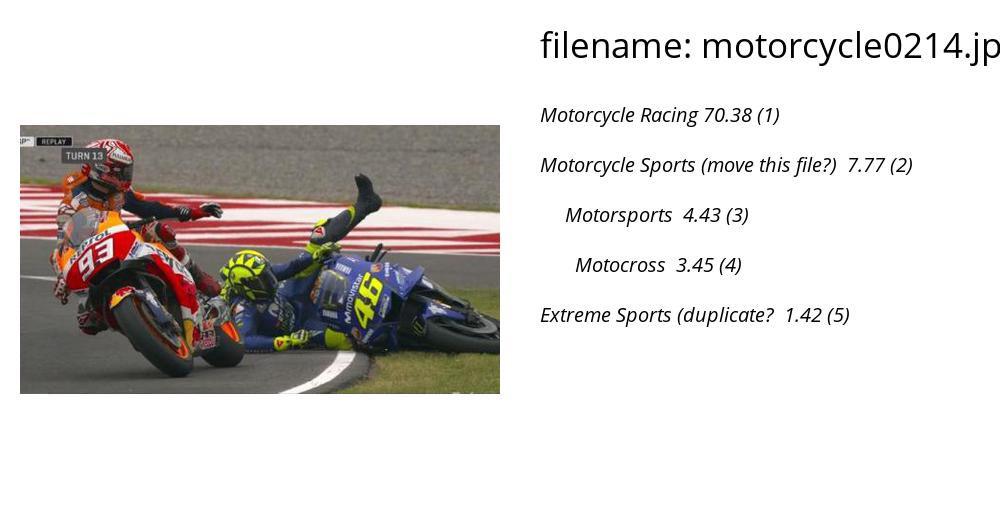 filename: motorcycle0214.jp
Motorcycle Racing 70.38 (1)
Motorcycle Sports (move this file?) 7.77 (2)
Motorsports 4.43 (3)
Motocross 3.45 (4)
Extreme Sports (duplicate? 1.42 (5)
REPLAY
TURN 13
REPSOL
93
Movistar
46